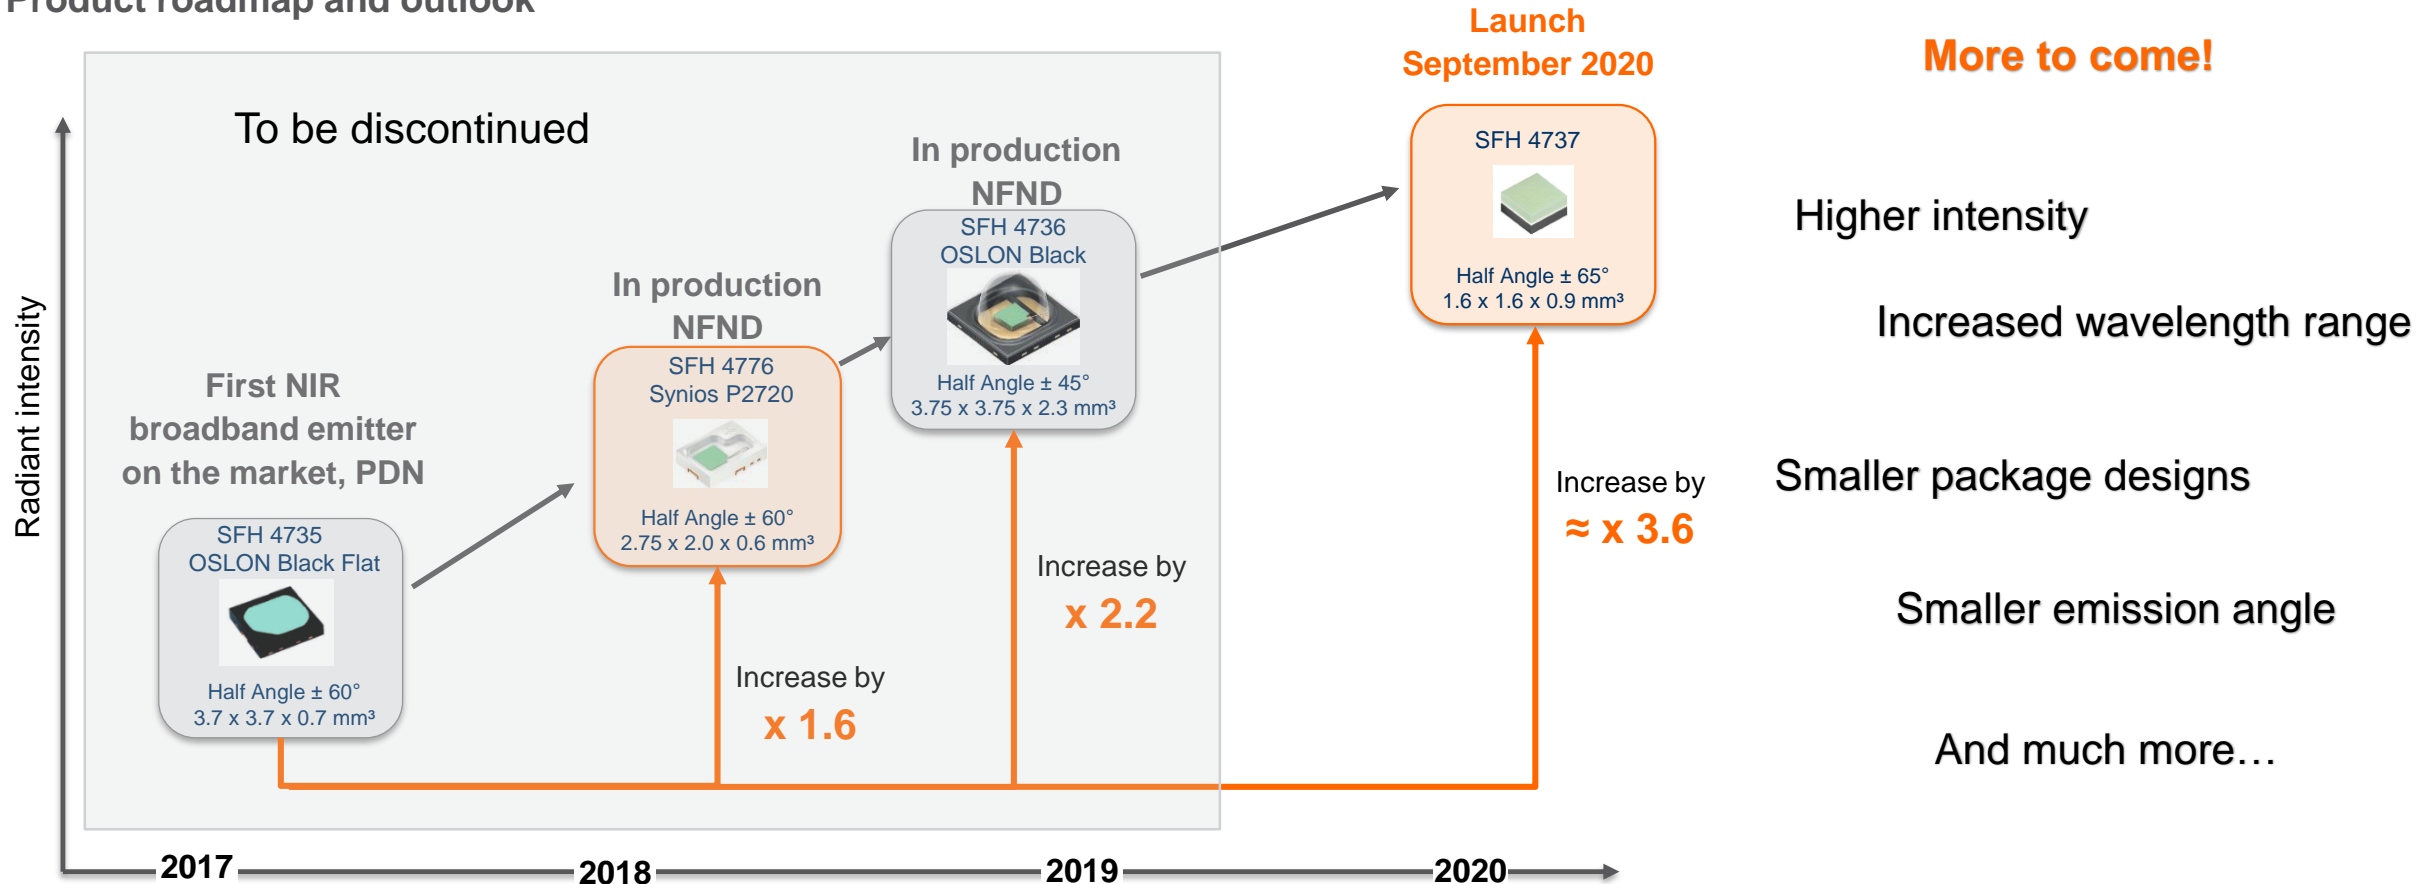 Product roadmap and outlook
Launch
September 2020
More to come!
To be discontinued
In production
NFND
SFH 4737
Half Angle ± 65°
1.6 x 1.6 x 0.9 mm³
SFH 4736
OSLON Black
Half Angle ± 45°
3.75 x 3.75 x 2.3 mm³
In production
NFND
SFH 4776
Synios P2720
Half Angle ± 60°
2.75 x 2.0 x 0.6 mm³
First NIR
broadband emitter
on the market, PDN
SFH 4735
OSLON Black Flat
Half Angle ± 60°
3.7 x 3.7 x 0.7 mm³
Radiant intensity
Increase by
x 1.6
Increase by
x 2.2
Increase by
≈ x 3.6
Higher intensity
Increased wavelength range
Smaller package designs
Smaller emission angle
And much more…
2017
2018
2019
2020